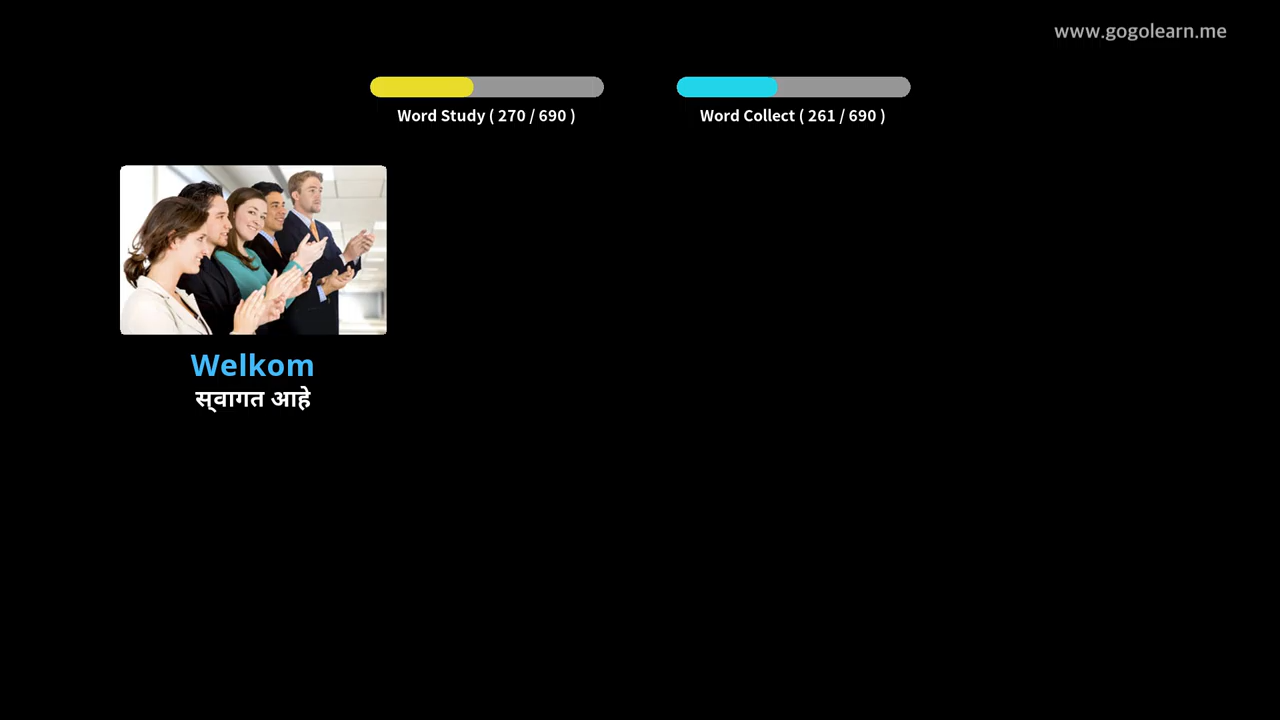 www.gogolearn.me
Word Study ( 270 / 690 )
Word Collect ( 261 / 690 )
Welkom
स्वागत आहे